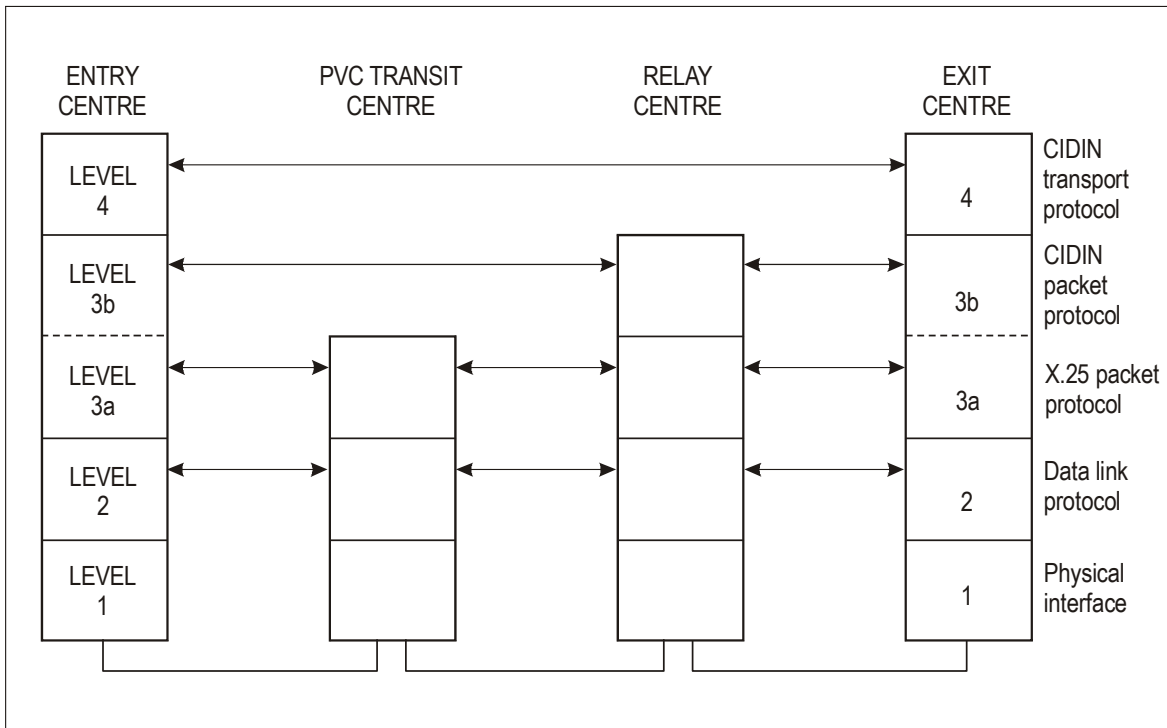 ENTRY
CENTRE
PVC TRANSIT
CENTRE
RELAY
CENTRE
EXIT
CENTRE
LEVEL
4
4
CIDIN
transport
protocol
LEVEL
3b
3b
CIDIN
packet
protocol
LEVEL
3a
3a
X.25 packet
protocol
LEVEL
2
2
Data link
protocol
LEVEL
1
1
Physical
interface